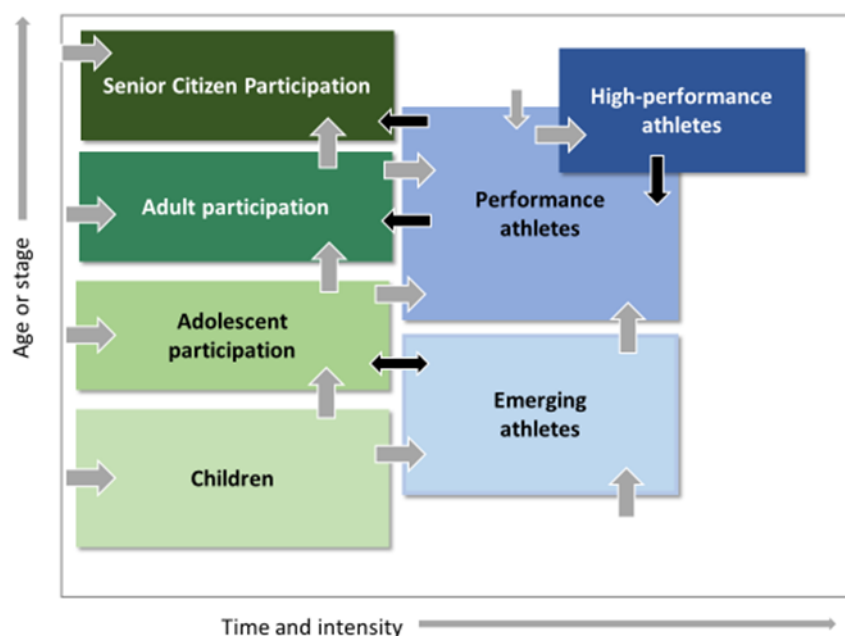 Senior Citizen Participation
High-performance
athletes
Adult participation
Performance
athletes
Adolescent
participation
Emerging
athletes
Children
Age or stage
Time and intensity